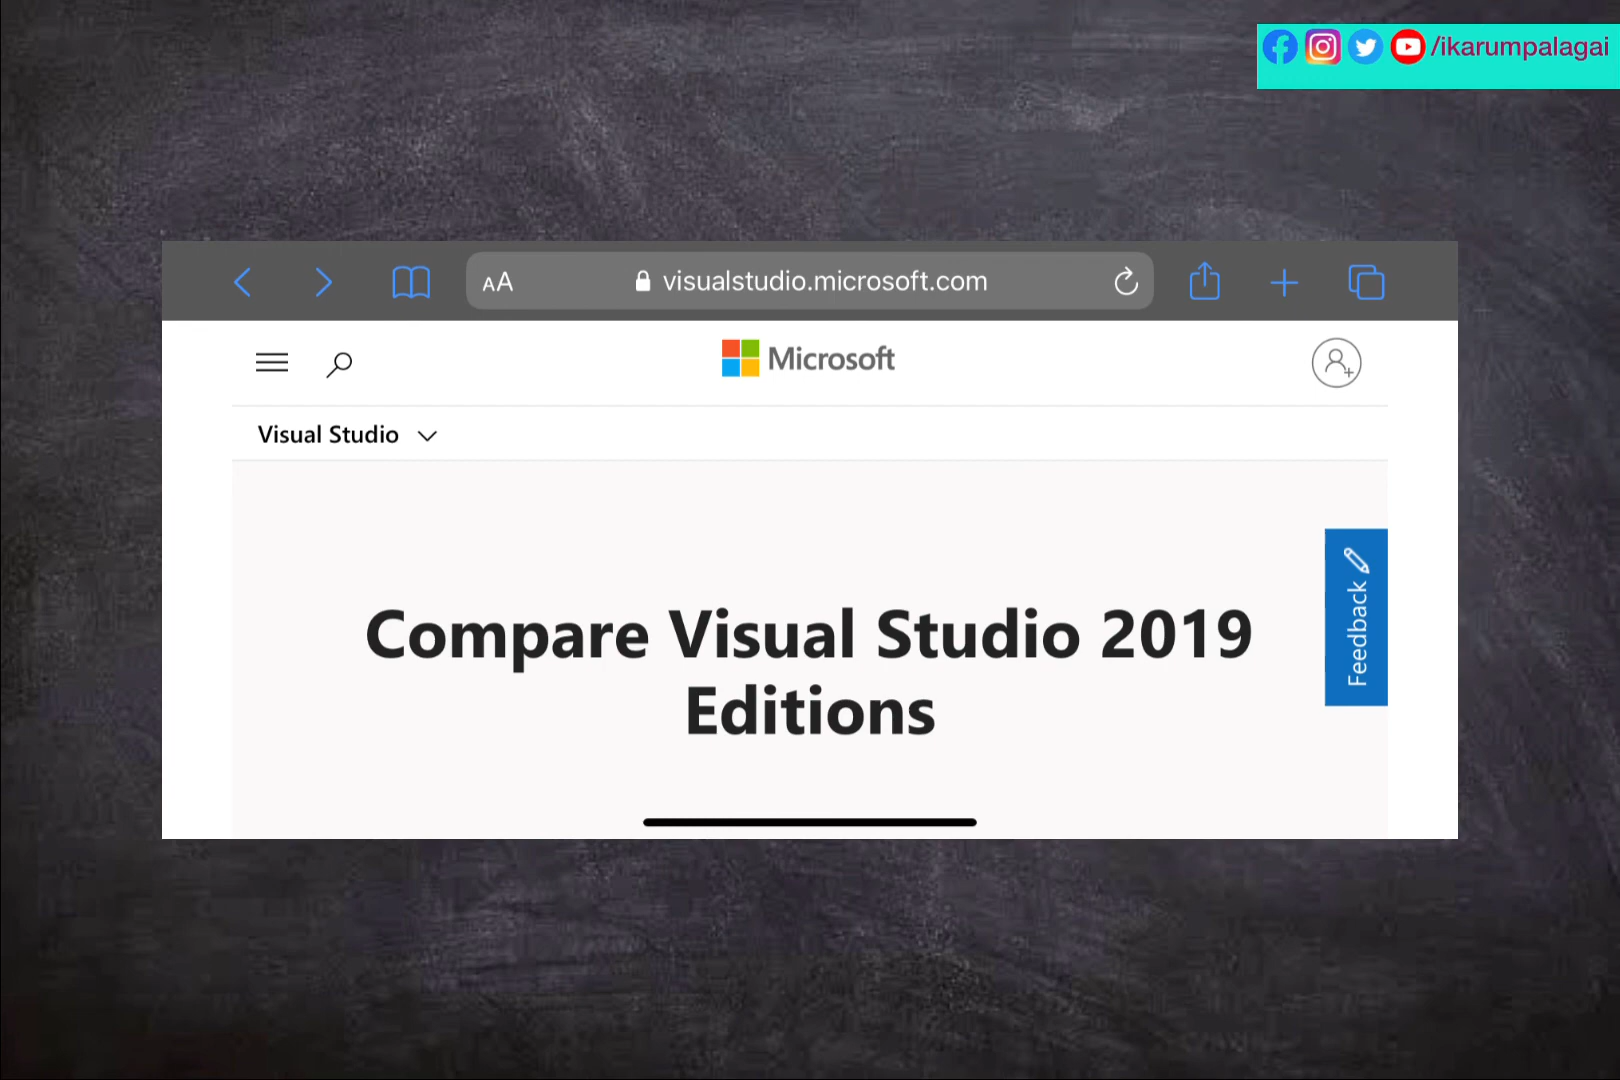 /ikarumpalagai
AA visualstudio.microsoft.com
Microsoft
Visual Studio
Compare Visual Studio 2019
Editions
Feedback